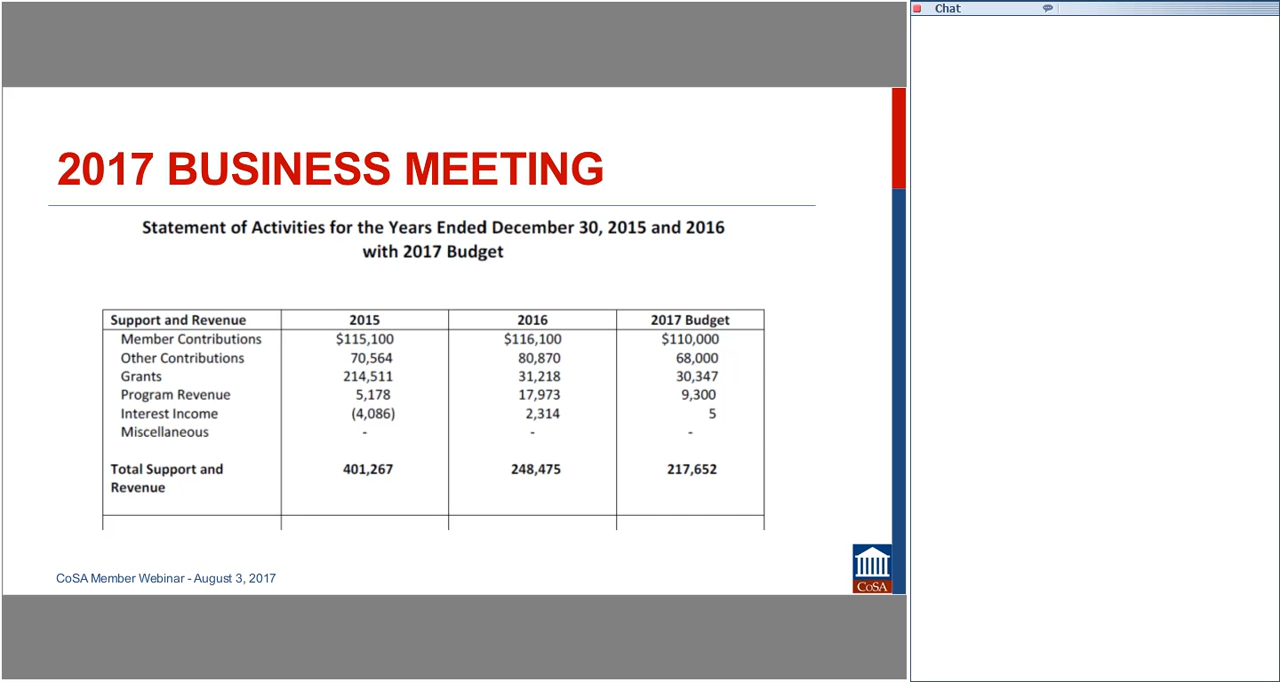 Chat
2017 BUSINESS MEETING
Statement of Activities for the Years Ended December 30, 2015 and 2016
with 2017 Budget
Support and Revenue 2015 2016 2017 Budget
Member Contributions $115,100 $116,100 $110,000
Other Contributions 70,564 80,870 68,000
Grants 214,511 31,218 30,347
Program Revenue 5,178 17,973 9,300
Interest Income (4,086) 2,314 5
Miscellaneous - - -
Total Support and 401,267 248,475 217,652
Revenue
CoSA Member Webinar - August 3, 2017
CoSA